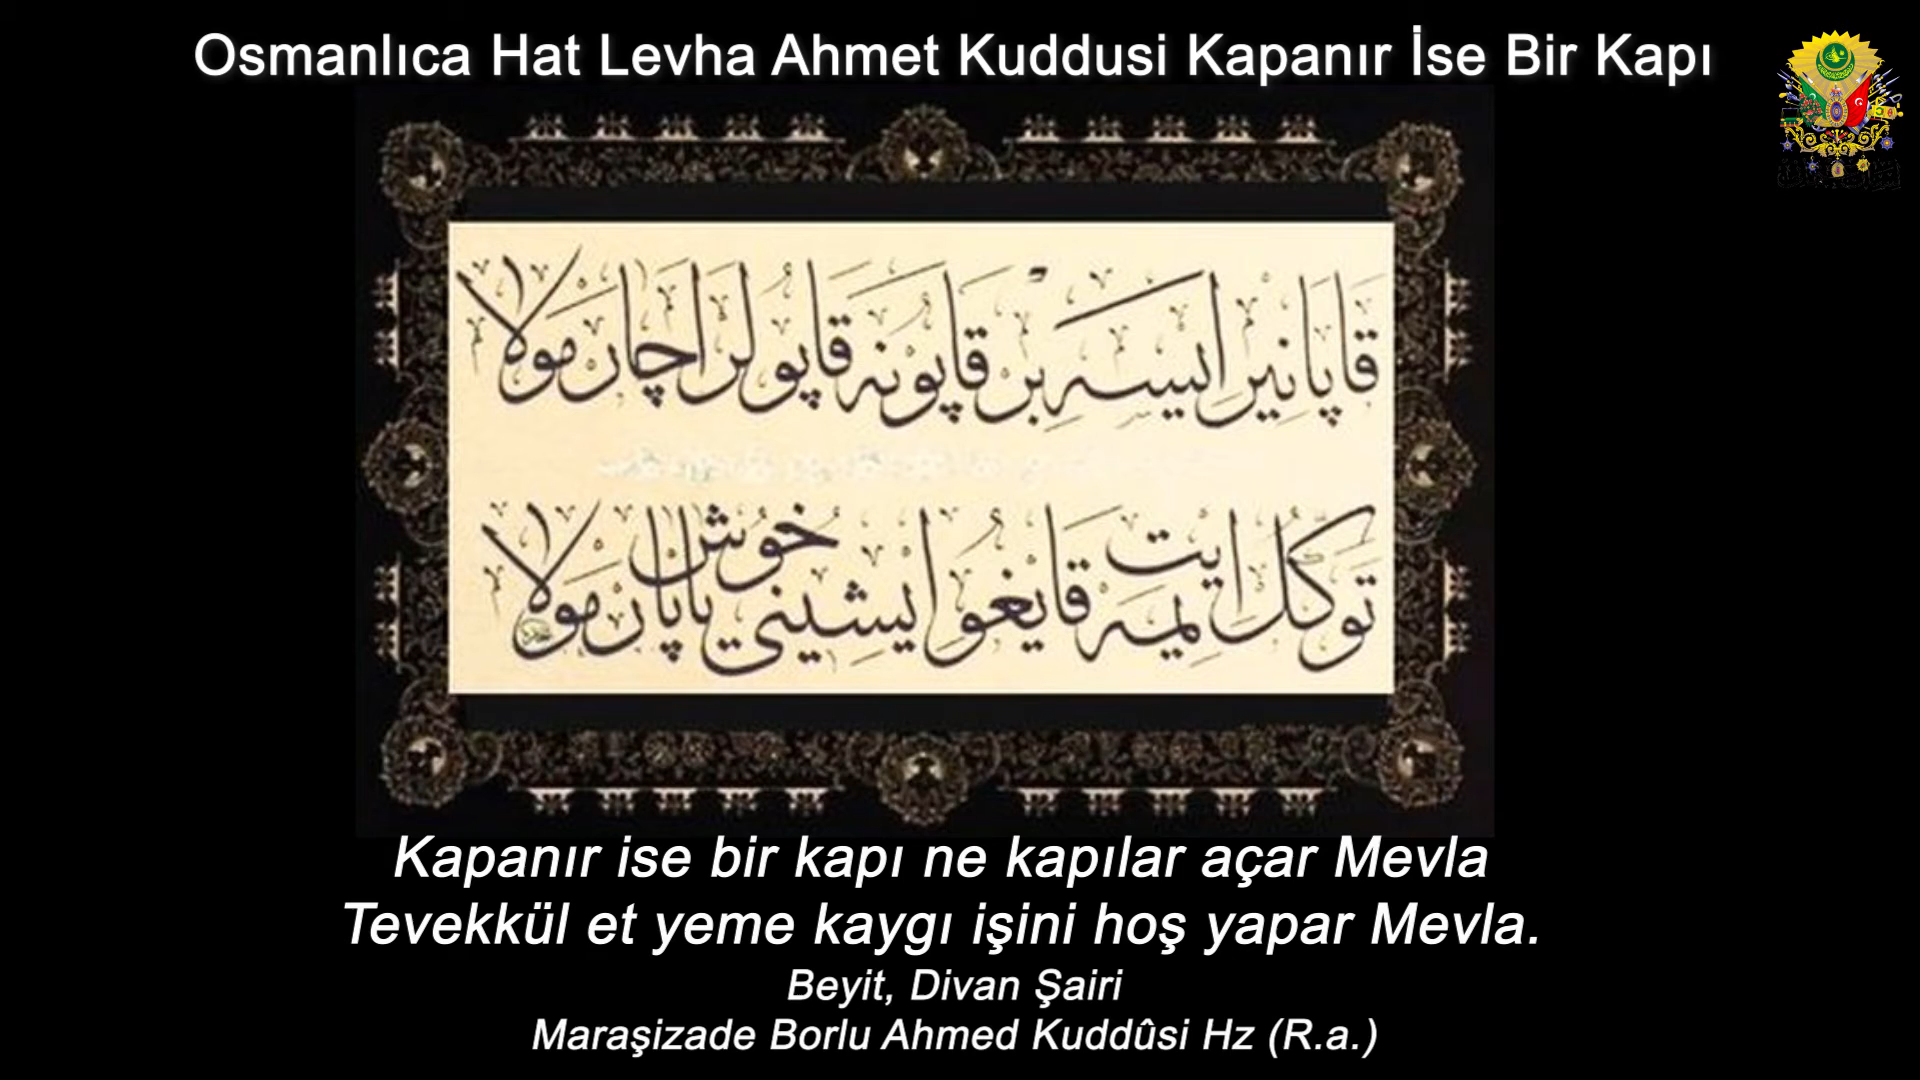 Osmanlıca Hat Levha Ahmet Kuddusi Kapanır İse Bir Kapı
قاپانیر ایسه بر قاپو نه قاپولر اچار مولا
توكل ایت یمه قایغو ایشینی خوش یاپار مولا
Kapanır ise bir kapı ne kapılar açar Mevla
Tevekkül et yeme kaygı işini hoş yapar Mevla.
Beyit, Divan Şairi
Maraşizade Borlu Ahmed Kuddûsi Hz (R.a.)